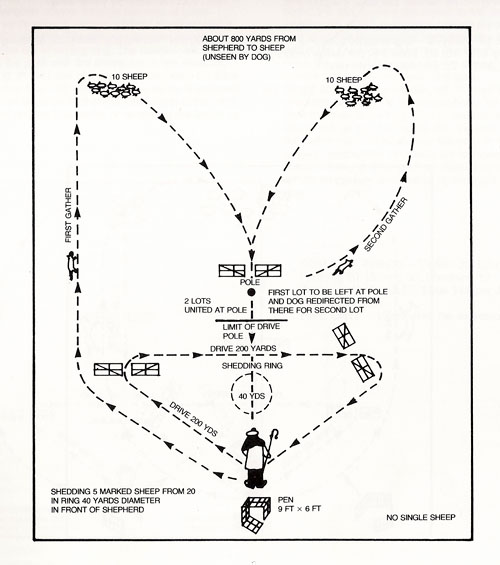 ABOUT 800 YARDS FROM
SHEPHERD TO SHEEP
(UNSEEN BY DOG)
10 SHEEP
10 SHEEP
FIRST GATHER
SECOND GATHER
POLE
FIRST LOT TO BE LEFT AT POLE
AND DOG REDIRECTED FROM
THERE FOR SECOND LOT
2 LOTS
UNITED AT POLE
LIMIT OF DRIVE
POLE
DRIVE 200 YARDS
SHEDDING RING
40 YDS
DRIVE 200 YDS
SHEDDING 5 MARKED SHEEP FROM 20
IN RING 40 YARDS DIAMETER
IN FRONT OF SHEPHERD
PEN
9 FT × 6 FT
NO SINGLE SHEEP